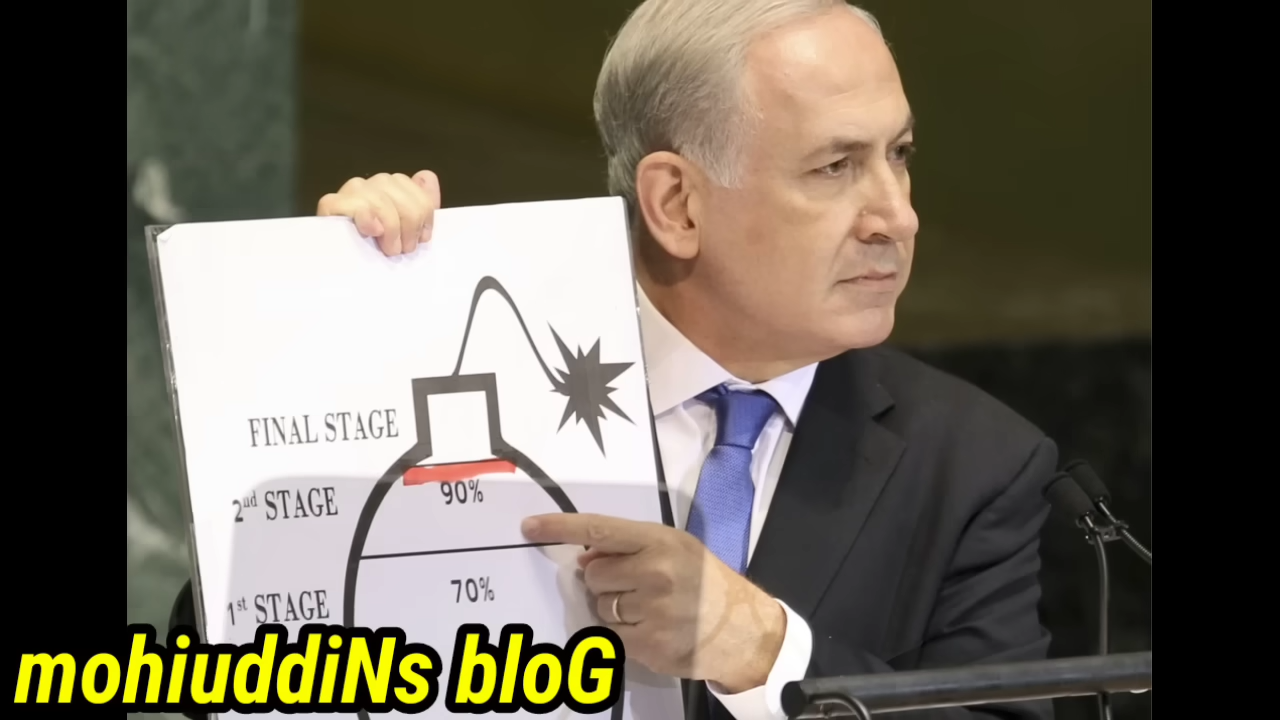 FINAL STAGE
90%
2nd STAGE
70%
1st STAGE
mohiuddiNs bloG